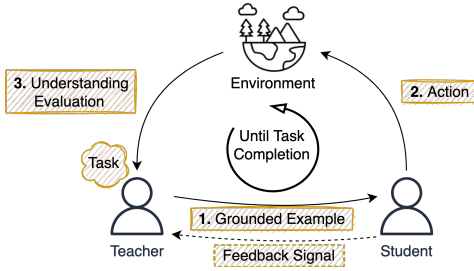 Environment
3. Understanding
Evaluation
2. Action
Until Task
Completion
Task
1. Grounded Example
Teacher
Feedback Signal
Student